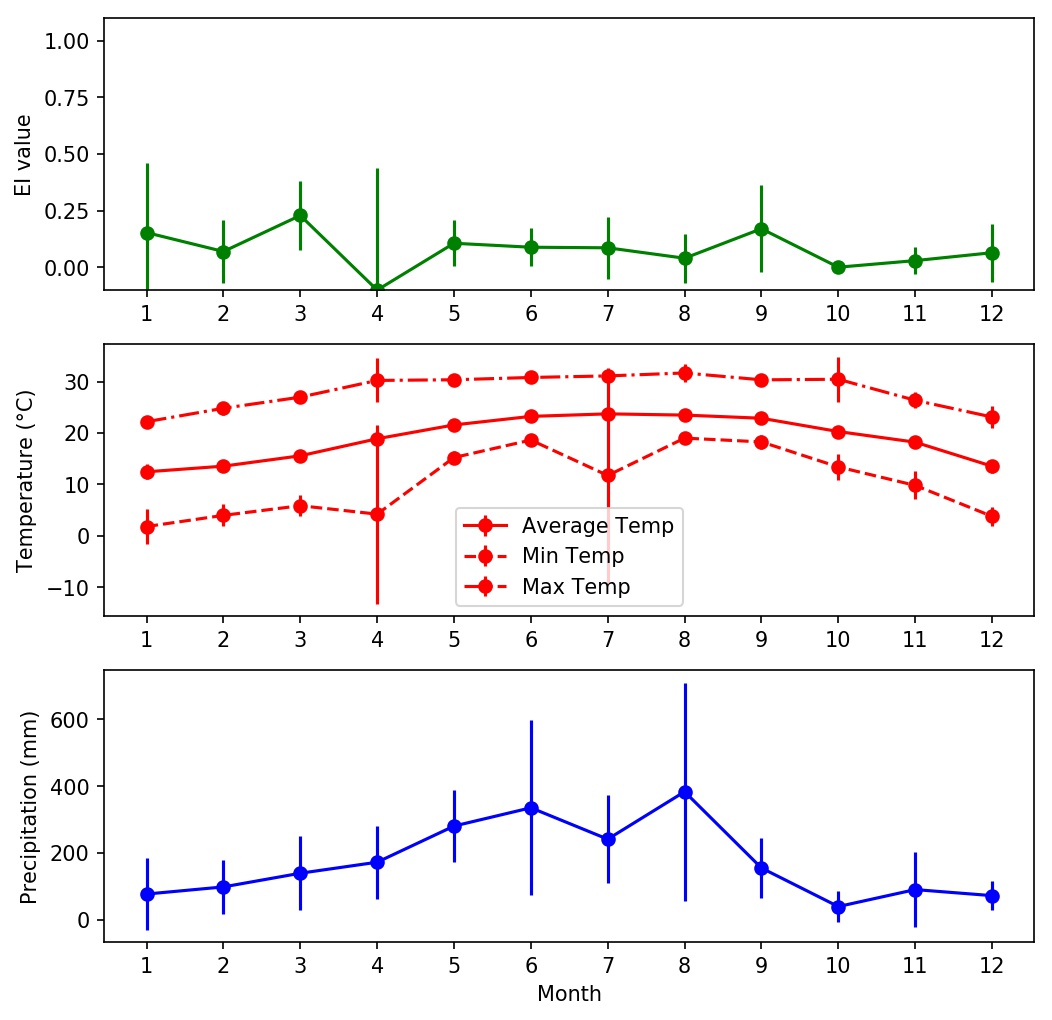 1.00
0.75
0.50
0.25
0.00
EI value
1 2 3 4 5 6 7 8 9 10 11 12
30
20
10
0
−10
Temperature (°C)
Average Temp
Min Temp
Max Temp
1 2 3 4 5 6 7 8 9 10 11 12
600
400
200
0
Precipitation (mm)
1 2 3 4 5 6 7 8 9 10 11 12
Month